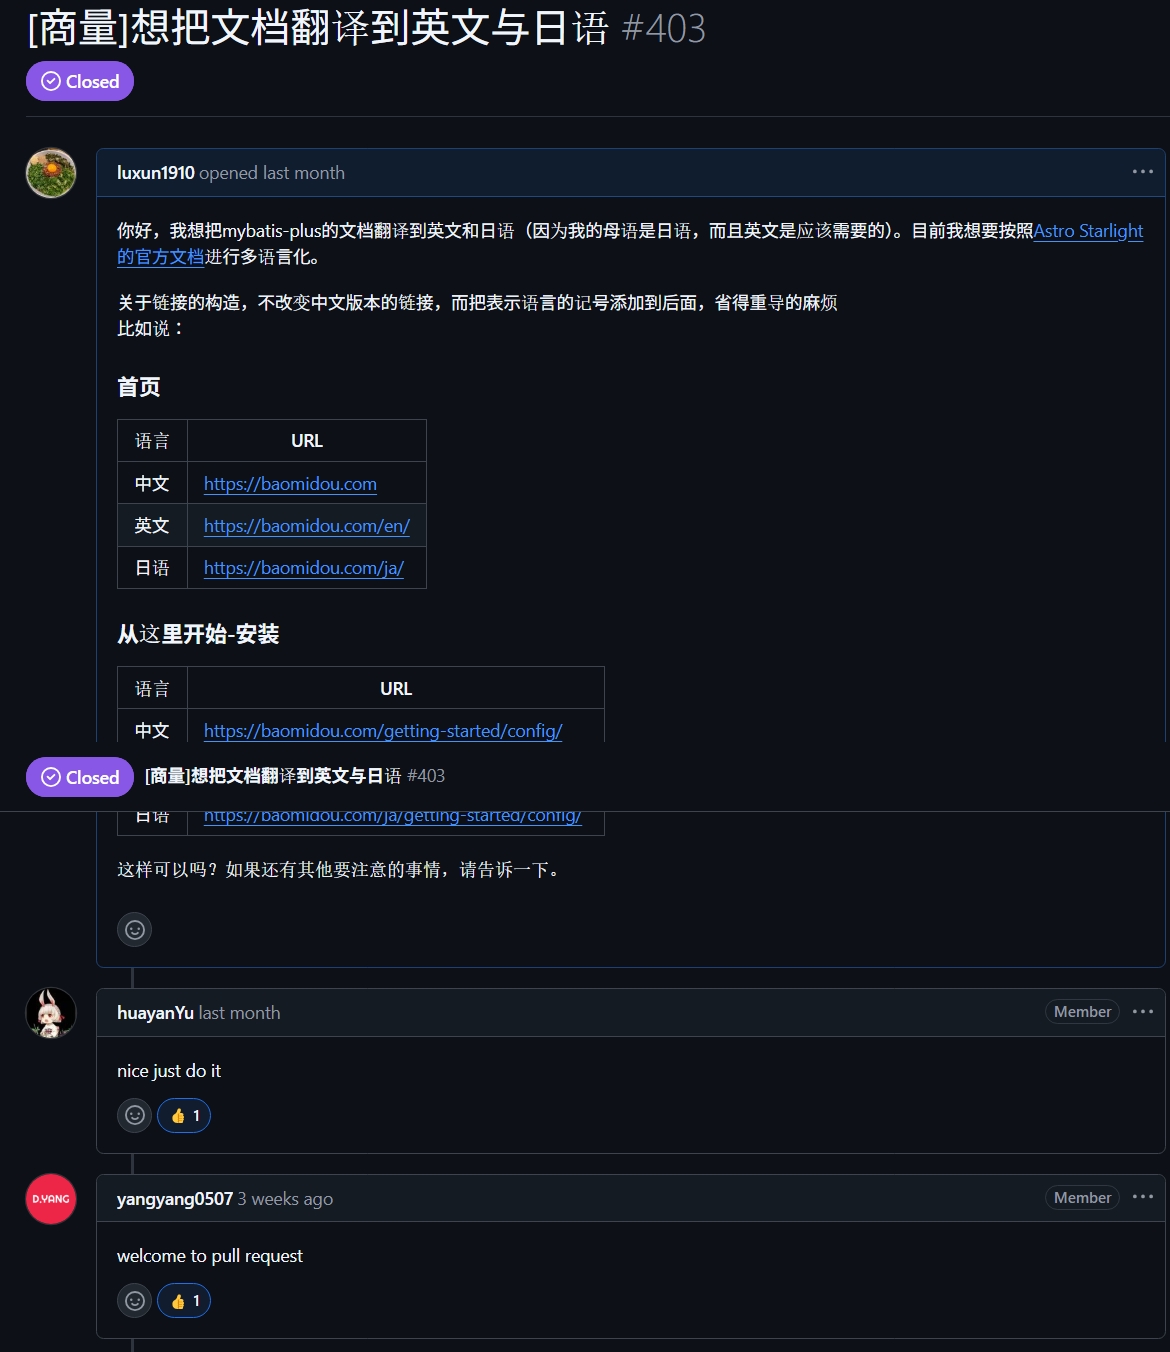 [商量]想把文档翻译到英文与日语 #403
Closed
luxun1910 opened last month
你好，我想把mybatis-plus的文档翻译到英文和日语（因为我的母语是日语，而且英文是应该需要的）。目前我想要按照Astro Starlight
的官方文档进行多语言化。
关于链接的构造，不改变中文版本的链接，而把表示语言的记号添加到后面，省得重导的麻烦
比如说：
首页
语言 URL
中文 https://baomidou.com
英文 https://baomidou.com/en/
日语 https://baomidou.com/ja/
从这里开始-安装
语言 URL
中文 https://baomidou.com/getting-started/config/
Closed [商量]想把文档翻译到英文与日语 #403
日语 https://baomidou.com/ja/getting-started/config/
这样可以吗？如果还有其他要注意的事情，请告诉一下。
huayanYu last month Member
nice just do it
👍 1
D.YANG
yangyang0507 3 weeks ago Member
welcome to pull request
👍 1